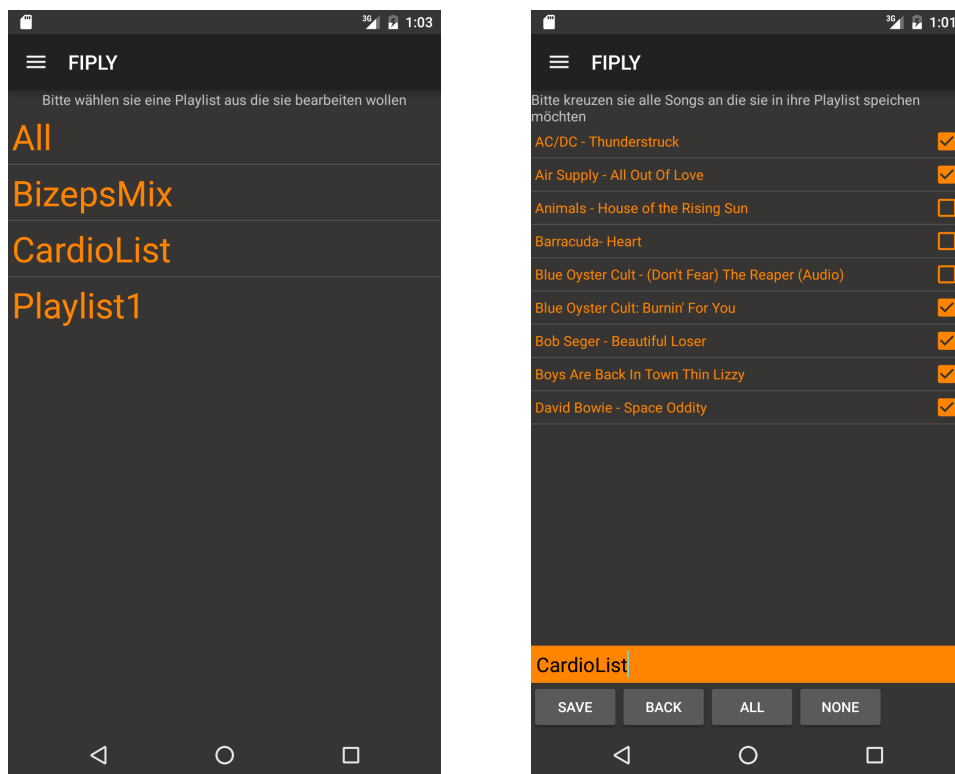 3G 1:03
FIPLY
Bitte wählen sie eine Playlist aus die sie bearbeiten wollen
All
BizepsMix
CardioList
Playlist1
3G 1:01
FIPLY
Bitte kreuzen sie alle Songs an die sie in ihre Playlist speichen
möchten
AC/DC - Thunderstruck
Air Supply - All Out Of Love
Animals - House of the Rising Sun
Barracuda- Heart
Blue Oyster Cult - (Don't Fear) The Reaper (Audio)
Blue Oyster Cult: Burnin' For You
Bob Seger - Beautiful Loser
Boys Are Back In Town Thin Lizzy
David Bowie - Space Oddity
CardioList
SAVE BACK ALL NONE